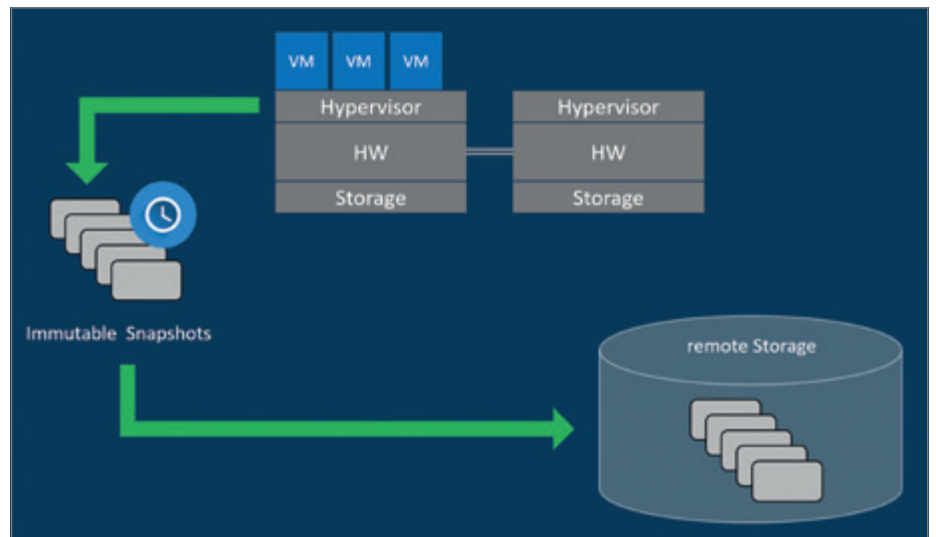 VM VM VM
Hypervisor
HW
Storage
Hypervisor
HW
Storage
Immutable Snapshots
remote Storage